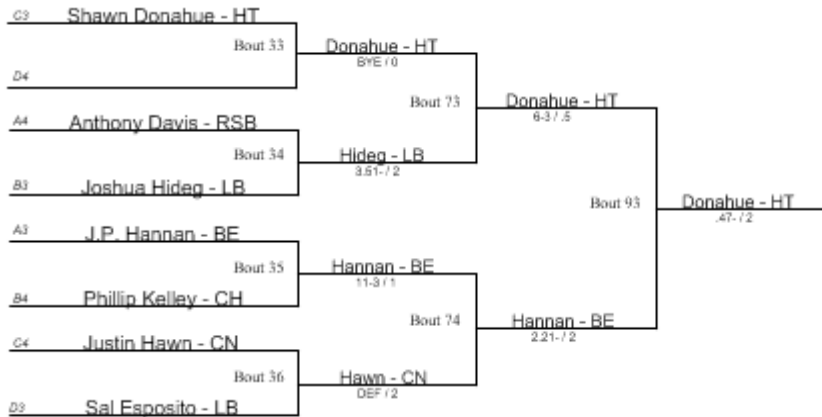 C3 Shawn Donahue - HT
Bout 33
Donahue - HT
BYE / 0
D4
Bout 73
Donahue - HT
6-3 / .5
A4 Anthony Davis - RSB
Bout 34
Hideg - LB
3.51- / 2
B3 Joshua Hideg - LB
Bout 93
Donahue - HT
.47- / 2
A3 J.P. Hannan - BE
Bout 35
Hannan - BE
11-3 / 1
B4 Phillip Kelley - CH
Bout 74
Hannan - BE
2.21- / 2
C4 Justin Hawn - CN
Bout 36
Hawn - CN
DEF / 2
D3 Sal Esposito - LB